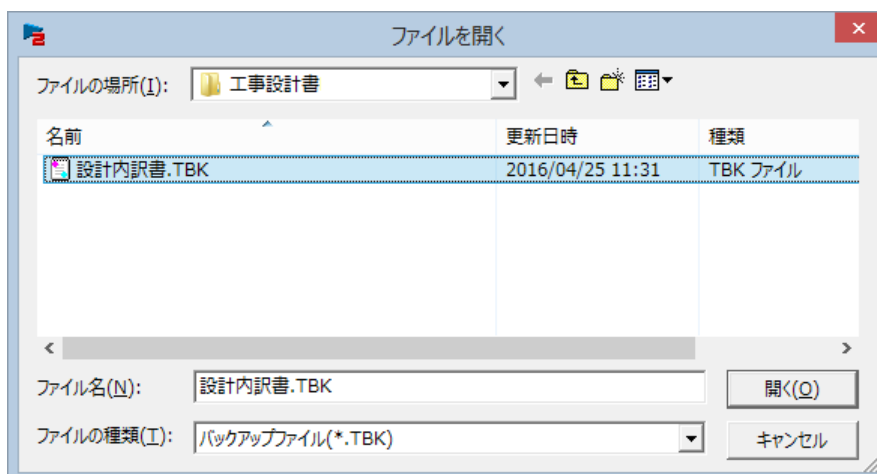 ファイルを開く
ファイルの場所(I): 工事設計書
名前 更新日時 種類
設計内訳書.TBK 2016/04/25 11:31 TBK ファイル
ファイル名(N): 設計内訳書.TBK 開く(O)
ファイルの種類(T): バックアップファイル(*.TBK) キャンセル